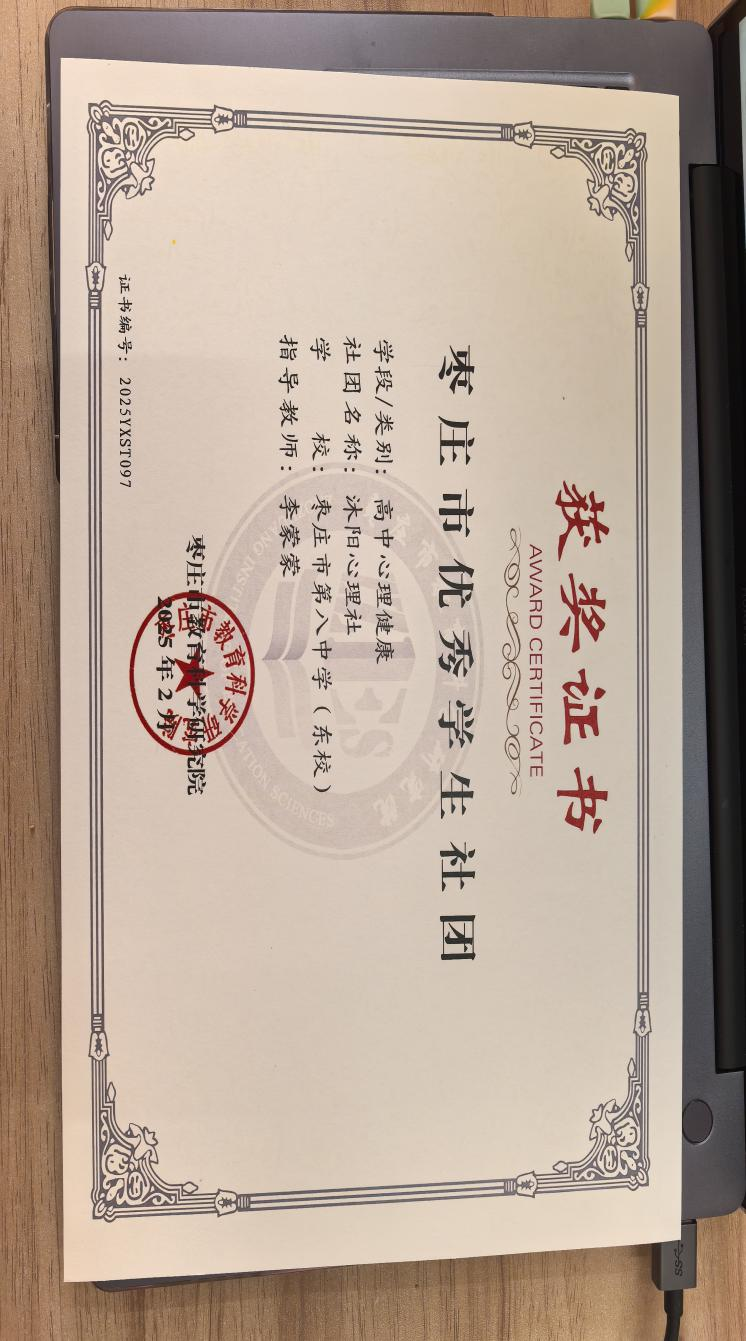 获奖证书
AWARD CERTIFICATE
枣庄市优秀学生社团
学段/类别：高中心理健康
社团名称：沐阳心理社
学　　校：枣庄市第八中学（东校）
指导教师：李蒙蒙
枣庄市教育科学研究院
2025年2月
证书编号：2025YXST097
SS